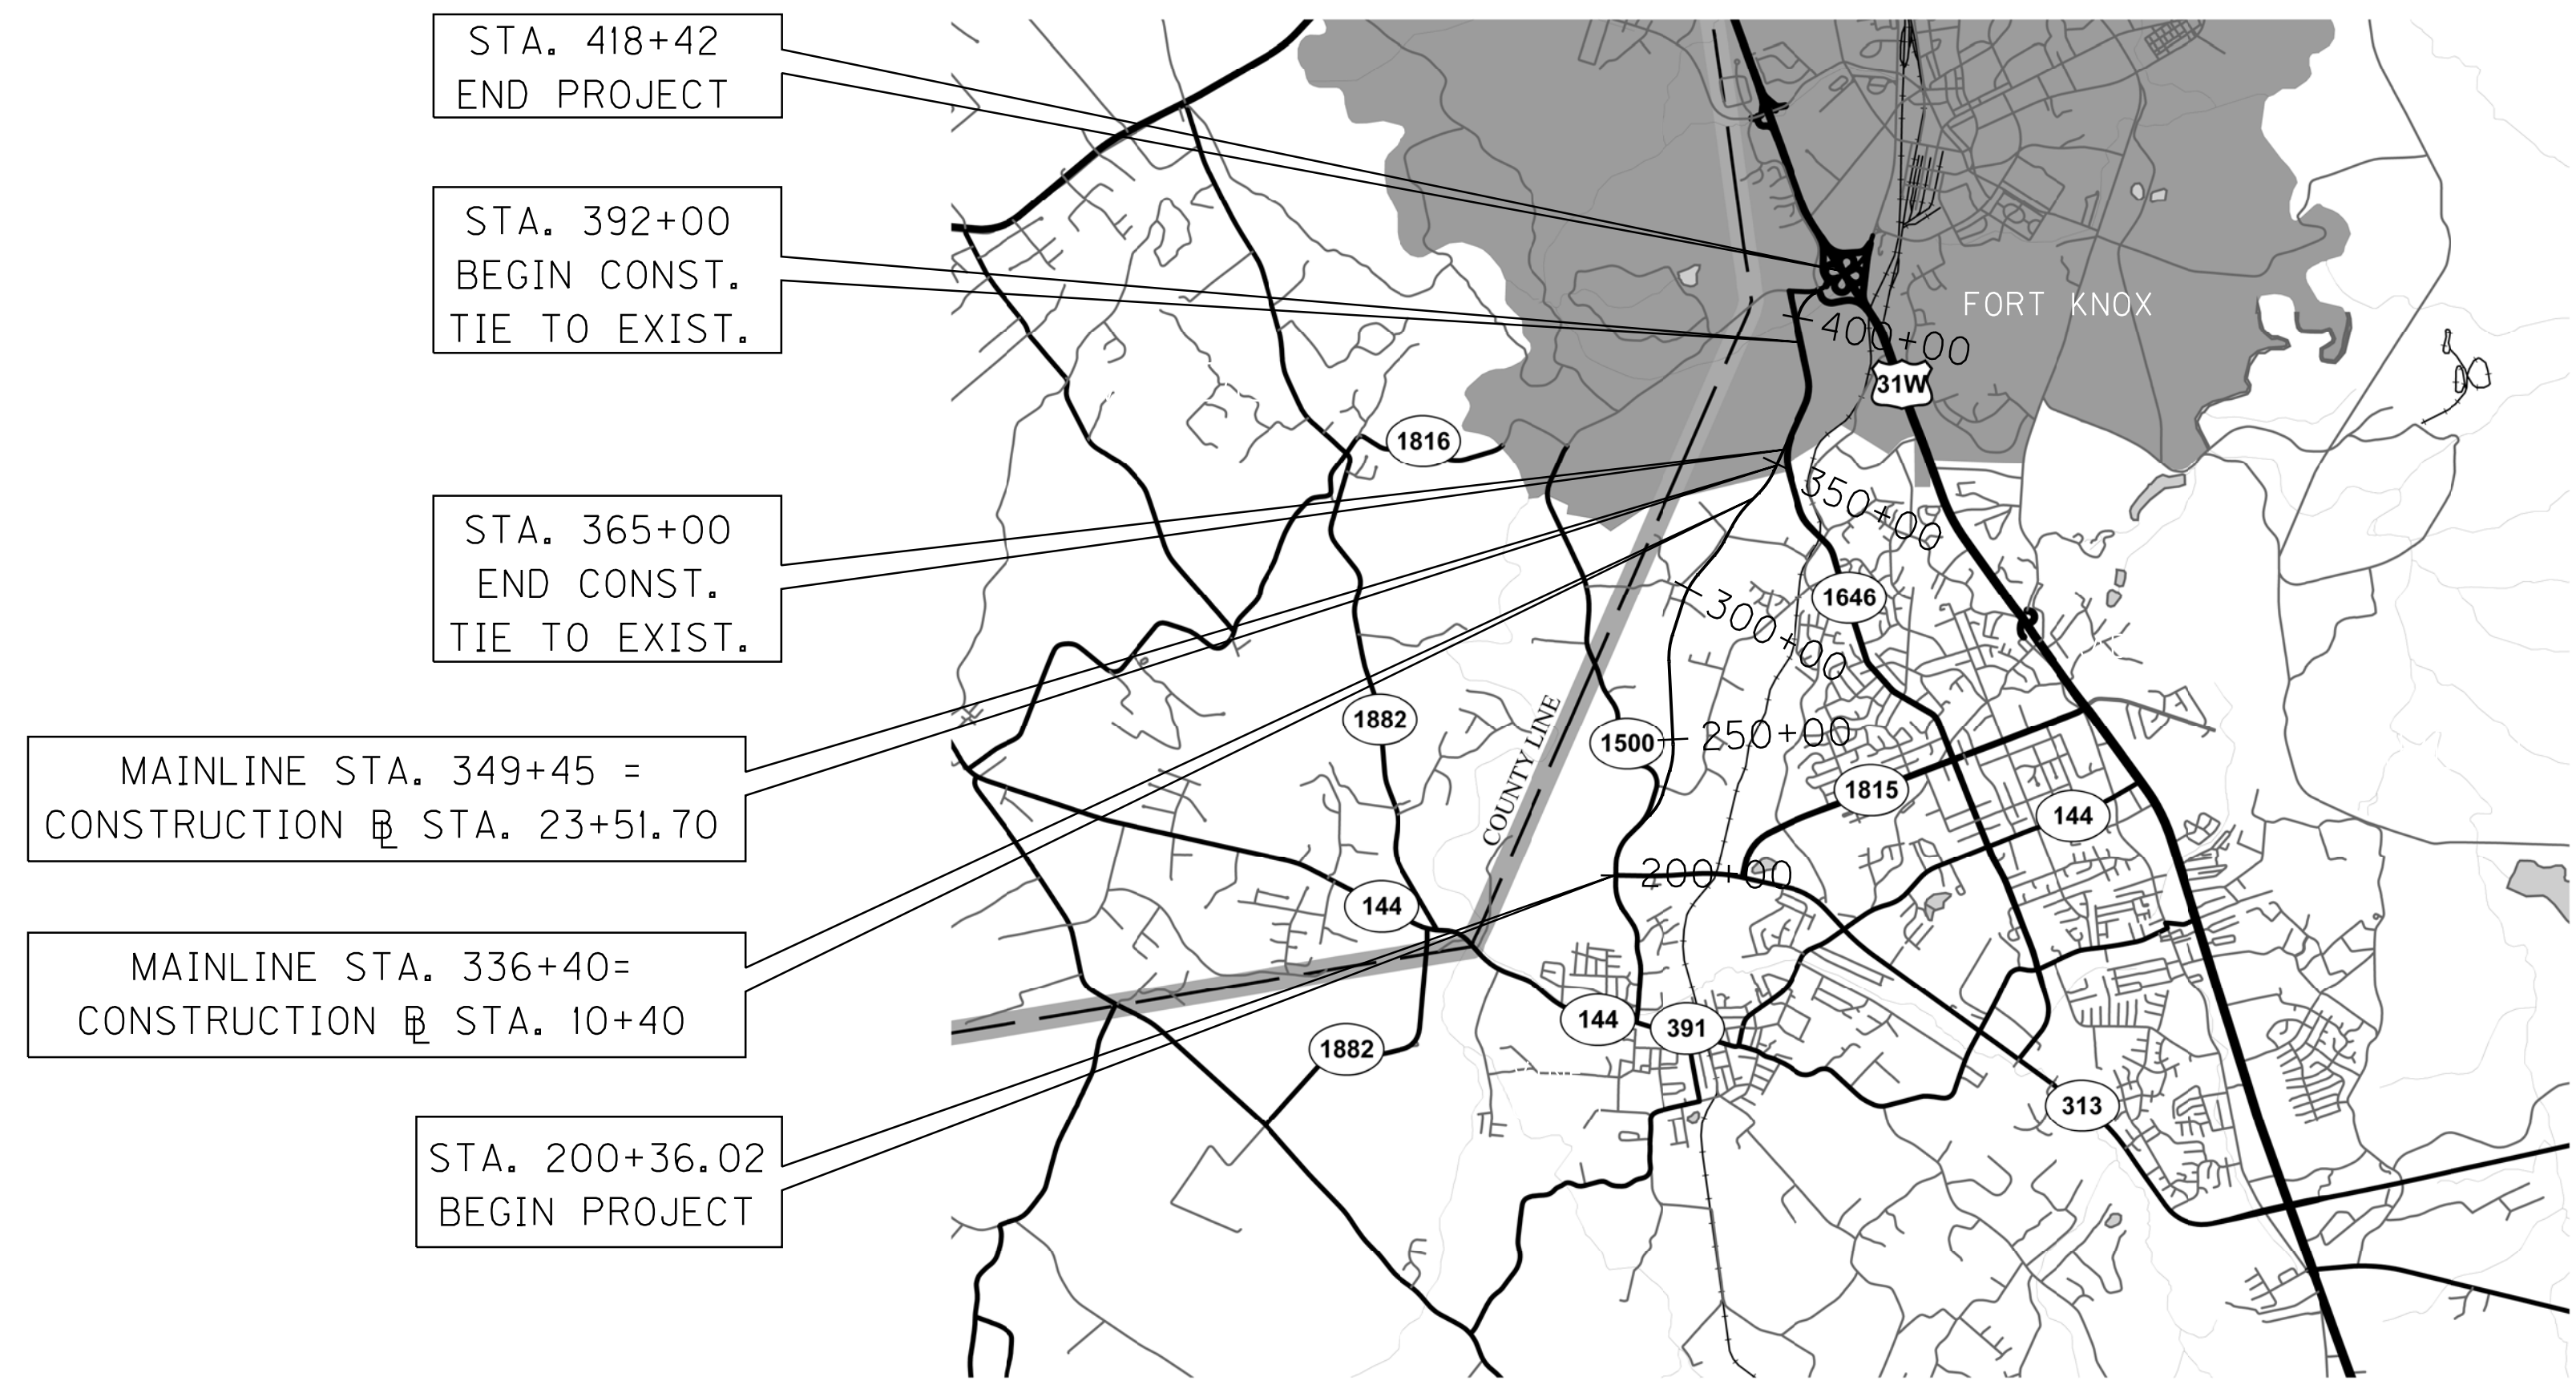 STA. 418+42
END PROJECT
STA. 392+00
BEGIN CONST.
TIE TO EXIST.
STA. 365+00
END CONST.
TIE TO EXIST.
MAINLINE STA. 349+45 =
CONSTRUCTION BL STA. 23+51.70
MAINLINE STA. 336+40=
CONSTRUCTION BL STA. 10+40
STA. 200+36.02
BEGIN PROJECT
FORT KNOX
400+00
31W
1816
350+00
1646
300+00
1882
COUNTY LINE
1500
250+00
1815
144
200+00
144
144
391
1882
313